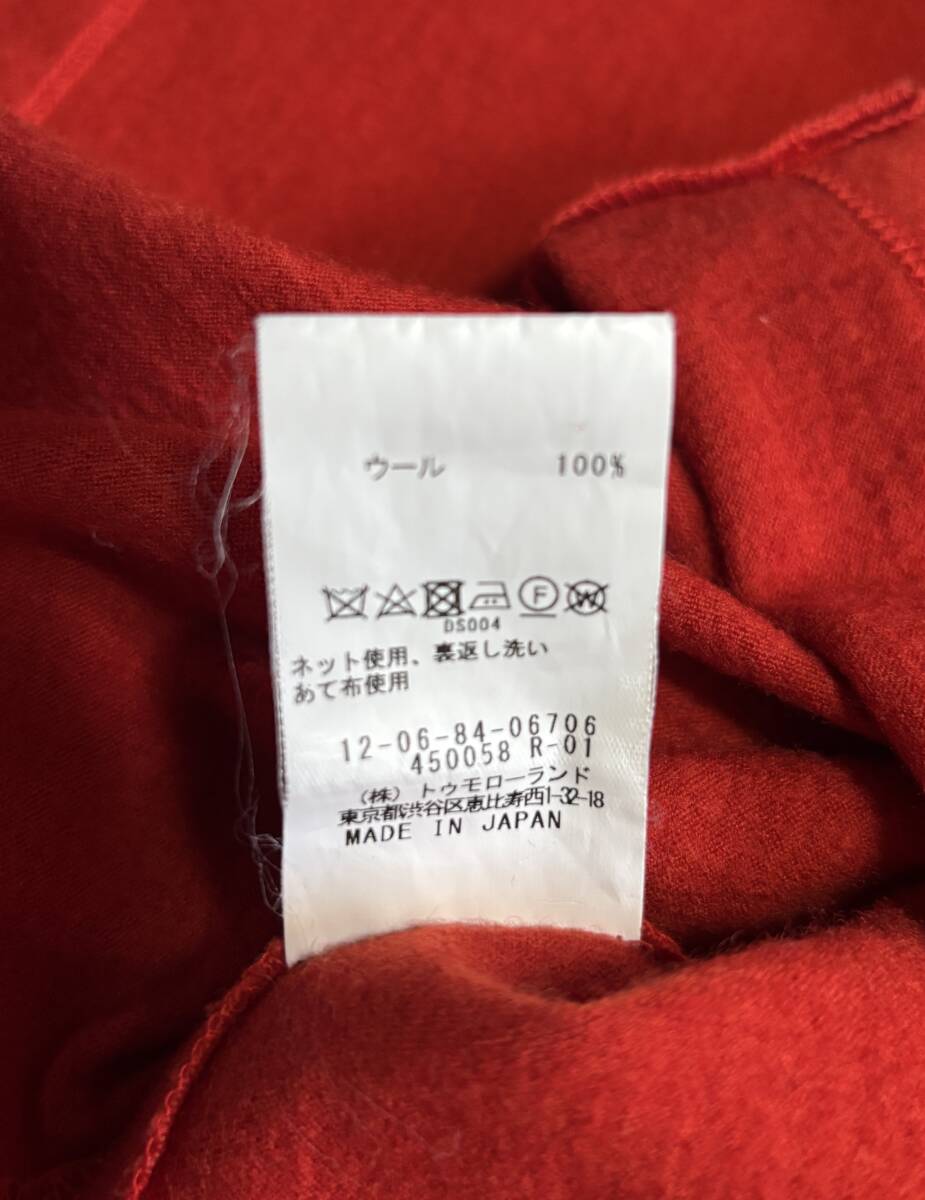 ウール 100%
F W
DS004
ネット使用、裏返し洗い
あて布使用
12-06-84-06706
450058 R-01
(株) トゥモローランド
東京都渋谷区恵比寿西1-32-18
MADE IN JAPAN